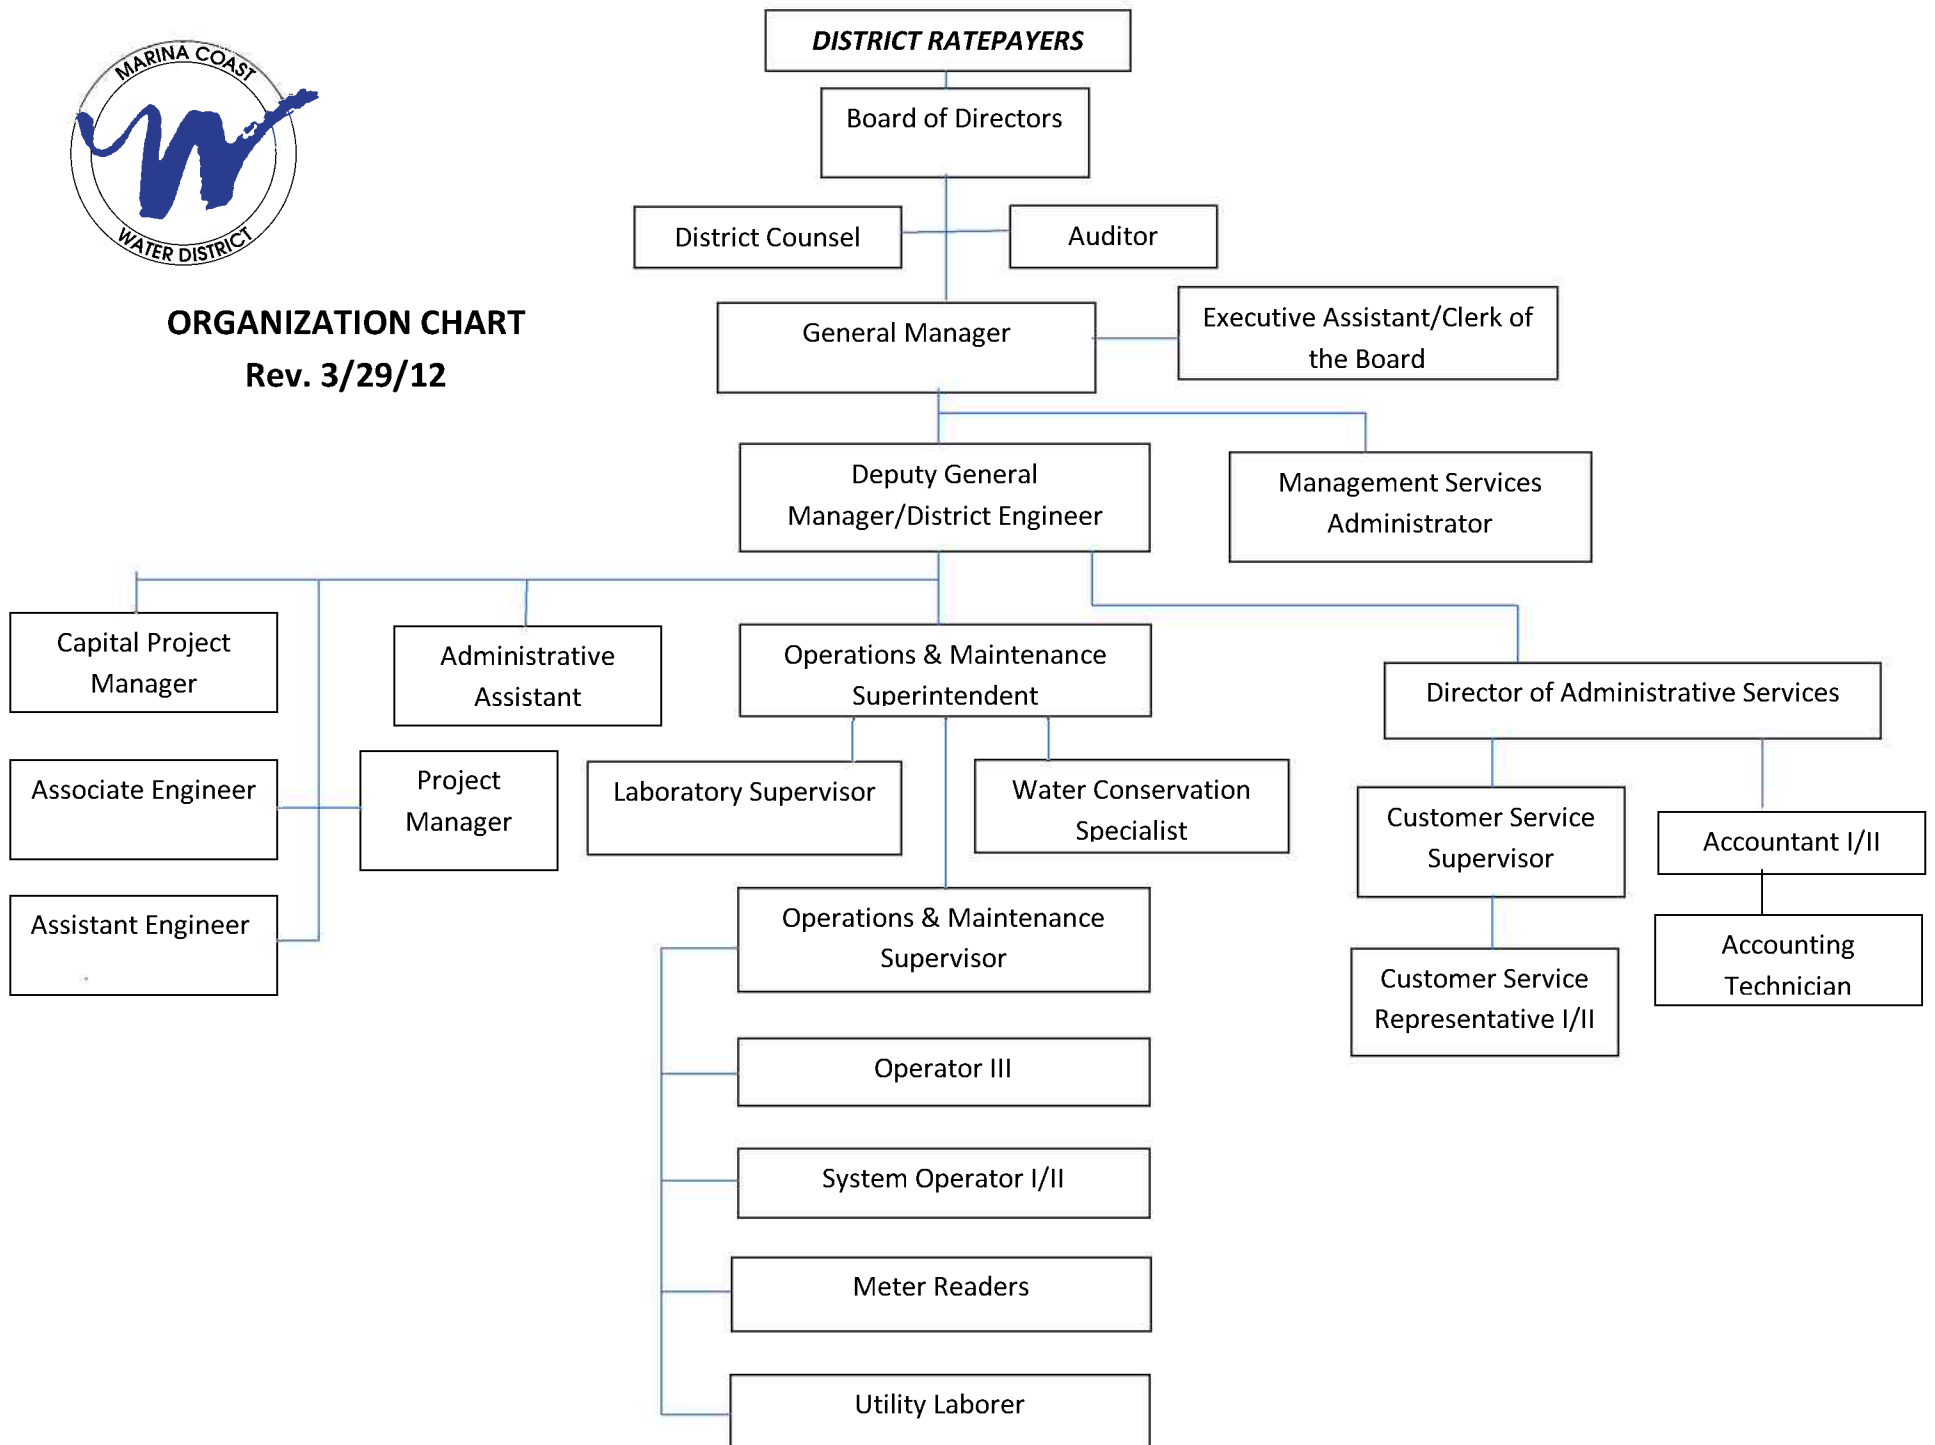 MARINA COAST
WATER DISTRICT
ORGANIZATION CHART
Rev. 3/29/12
DISTRICT RATEPAYERS
Board of Directors
District Counsel
Auditor
General Manager
Executive Assistant/Clerk of
the Board
Deputy General
Manager/District Engineer
Management Services
Administrator
Capital Project
Manager
Administrative
Assistant
Operations & Maintenance
Superintendent
Director of Administrative Services
Associate Engineer
Project
Manager
Laboratory Supervisor
Water Conservation
Specialist
Customer Service
Supervisor
Accountant I/II
Assistant Engineer
Operations & Maintenance
Supervisor
Customer Service
Representative I/II
Accounting
Technician
Operator III
System Operator I/II
Meter Readers
Utility Laborer